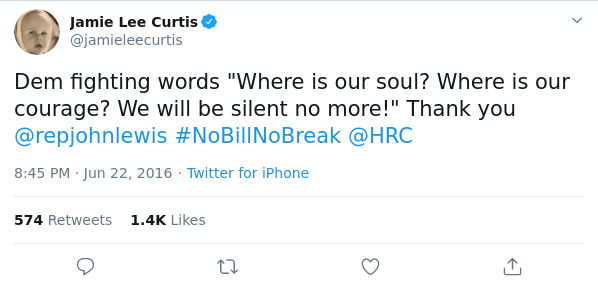 Jamie Lee Curtis
@jamieleecurtis
Dem fighting words "Where is our soul? Where is our
courage? We will be silent no more!" Thank you
@repjohnlewis #NoBillNoBreak @HRC
8:45 PM · Jun 22, 2016 · Twitter for iPhone
574 Retweets 1.4K Likes